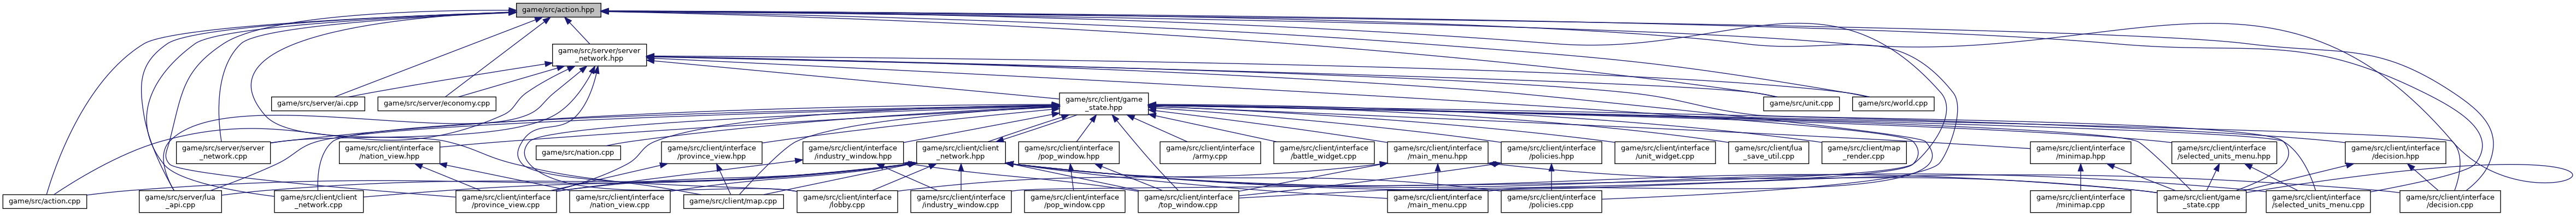 game/src/action.hpp
game/src/server/server
_network.hpp
game/src/server/ai.cpp
game/src/server/economy.cpp
game/src/client/game
_state.hpp
game/src/unit.cpp
game/src/world.cpp
game/src/server/server
_network.cpp
game/src/client/interface
/nation_view.hpp
game/src/nation.cpp
game/src/client/interface
/province_view.hpp
game/src/client/interface
/industry_window.hpp
game/src/client/client
_network.hpp
game/src/client/interface
/pop_window.hpp
game/src/client/interface
/army.cpp
game/src/client/interface
/battle_widget.cpp
game/src/client/interface
/main_menu.hpp
game/src/client/interface
/policies.hpp
game/src/client/interface
/unit_widget.cpp
game/src/client/lua
_save_util.cpp
game/src/client/map
_render.cpp
game/src/client/interface
/minimap.hpp
game/src/client/interface
/selected_units_menu.hpp
game/src/client/interface
/decision.hpp
game/src/action.cpp
game/src/server/lua
_api.cpp
game/src/client/client
_network.cpp
game/src/client/interface
/province_view.cpp
game/src/client/interface
/nation_view.cpp
game/src/client/map.cpp
game/src/client/interface
/lobby.cpp
game/src/client/interface
/industry_window.cpp
game/src/client/interface
/pop_window.cpp
game/src/client/interface
/top_window.cpp
game/src/client/interface
/main_menu.cpp
game/src/client/interface
/policies.cpp
game/src/client/interface
/minimap.cpp
game/src/client/game
_state.cpp
game/src/client/interface
/selected_units_menu.cpp
game/src/client/interface
/decision.cpp